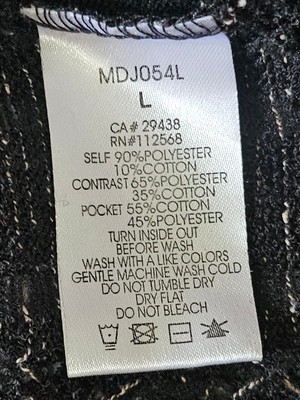 MDJ054L
L
CA# 29438
RN#112568
SELF 90%POLYESTER
10%COTTON
CONTRAST 65%POLYESTER
35%COTTON
POCKET 55%COTTON
45%POLYESTER
TURN INSIDE OUT
BEFORE WASH
WASH WITH A LIKE COLORS
GENTLE MACHINE WASH COLD
DO NOT TUMBLE DRY
DRY FLAT
DO NOT BLEACH